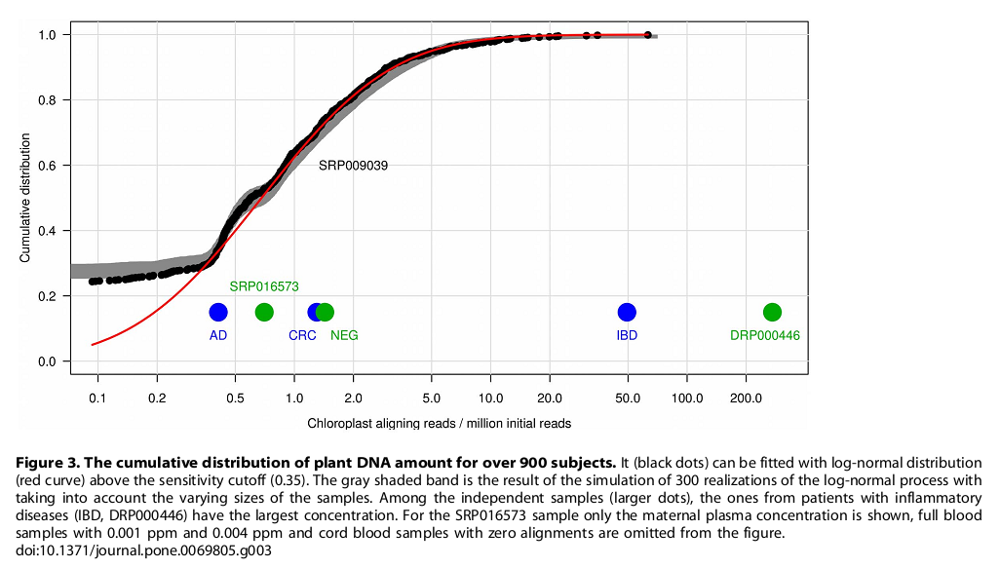 1.0
0.8
0.6
0.4
0.2
0.0
Cumulative distribution
SRP009039
SRP016573
AD
CRC
NEG
IBD
DRP000446
0.1 0.2 0.5 1.0 2.0 5.0 10.0 20.0 50.0 100.0 200.0
Chloroplast aligning reads / million initial reads
Figure 3. The cumulative distribution of plant DNA amount for over 900 subjects. It (black dots) can be fitted with log-normal distribution
(red curve) above the sensitivity cutoff (0.35). The gray shaded band is the result of the simulation of 300 realizations of the log-normal process with
taking into account the varying sizes of the samples. Among the independent samples (larger dots), the ones from patients with inflammatory
diseases (IBD, DRP000446) have the largest concentration. For the SRP016573 sample only the maternal plasma concentration is shown, full blood
samples with 0.001 ppm and 0.004 ppm and cord blood samples with zero alignments are omitted from the figure.
doi:10.1371/journal.pone.0069805.g003